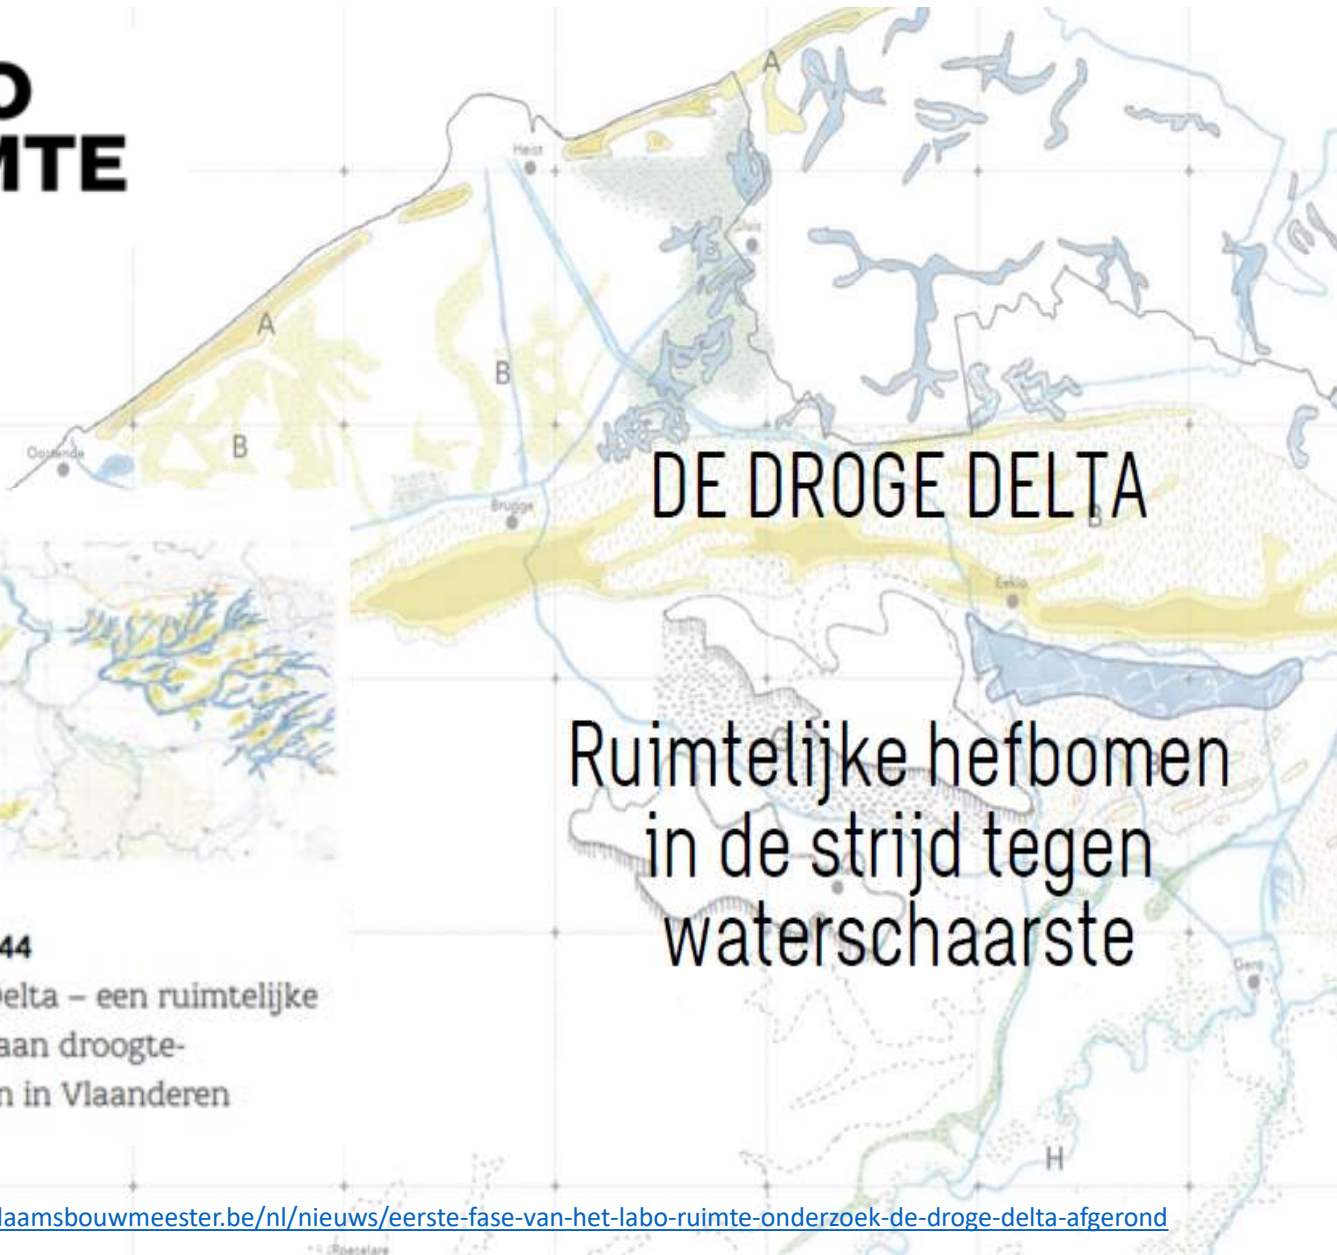 O
MTE
A
Heist
A
B
B
Oostende
Brugge
DE DROGE DELTA
B
Eeklo
Ruimtelijke hefbomen
in de strijd tegen
waterschaarste
44
Delta – een ruimtelijke
aan droogte-
n in Vlaanderen
Gent
H
laamsbouwmeester.be/nl/nieuws/eerste-fase-van-het-labo-ruimte-onderzoek-de-droge-delta-afgerond
Roeselare